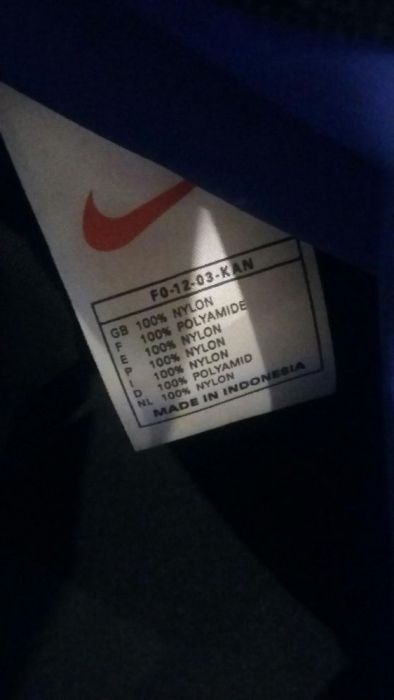 F0-12-03-KAN
GB 100% NYLON
F 100% POLYAMIDE
E 100% NYLON
P 100% NYLON
I 100% NYLON
D 100% POLYAMID
NL 100% NYLON
MADE IN INDONESIA